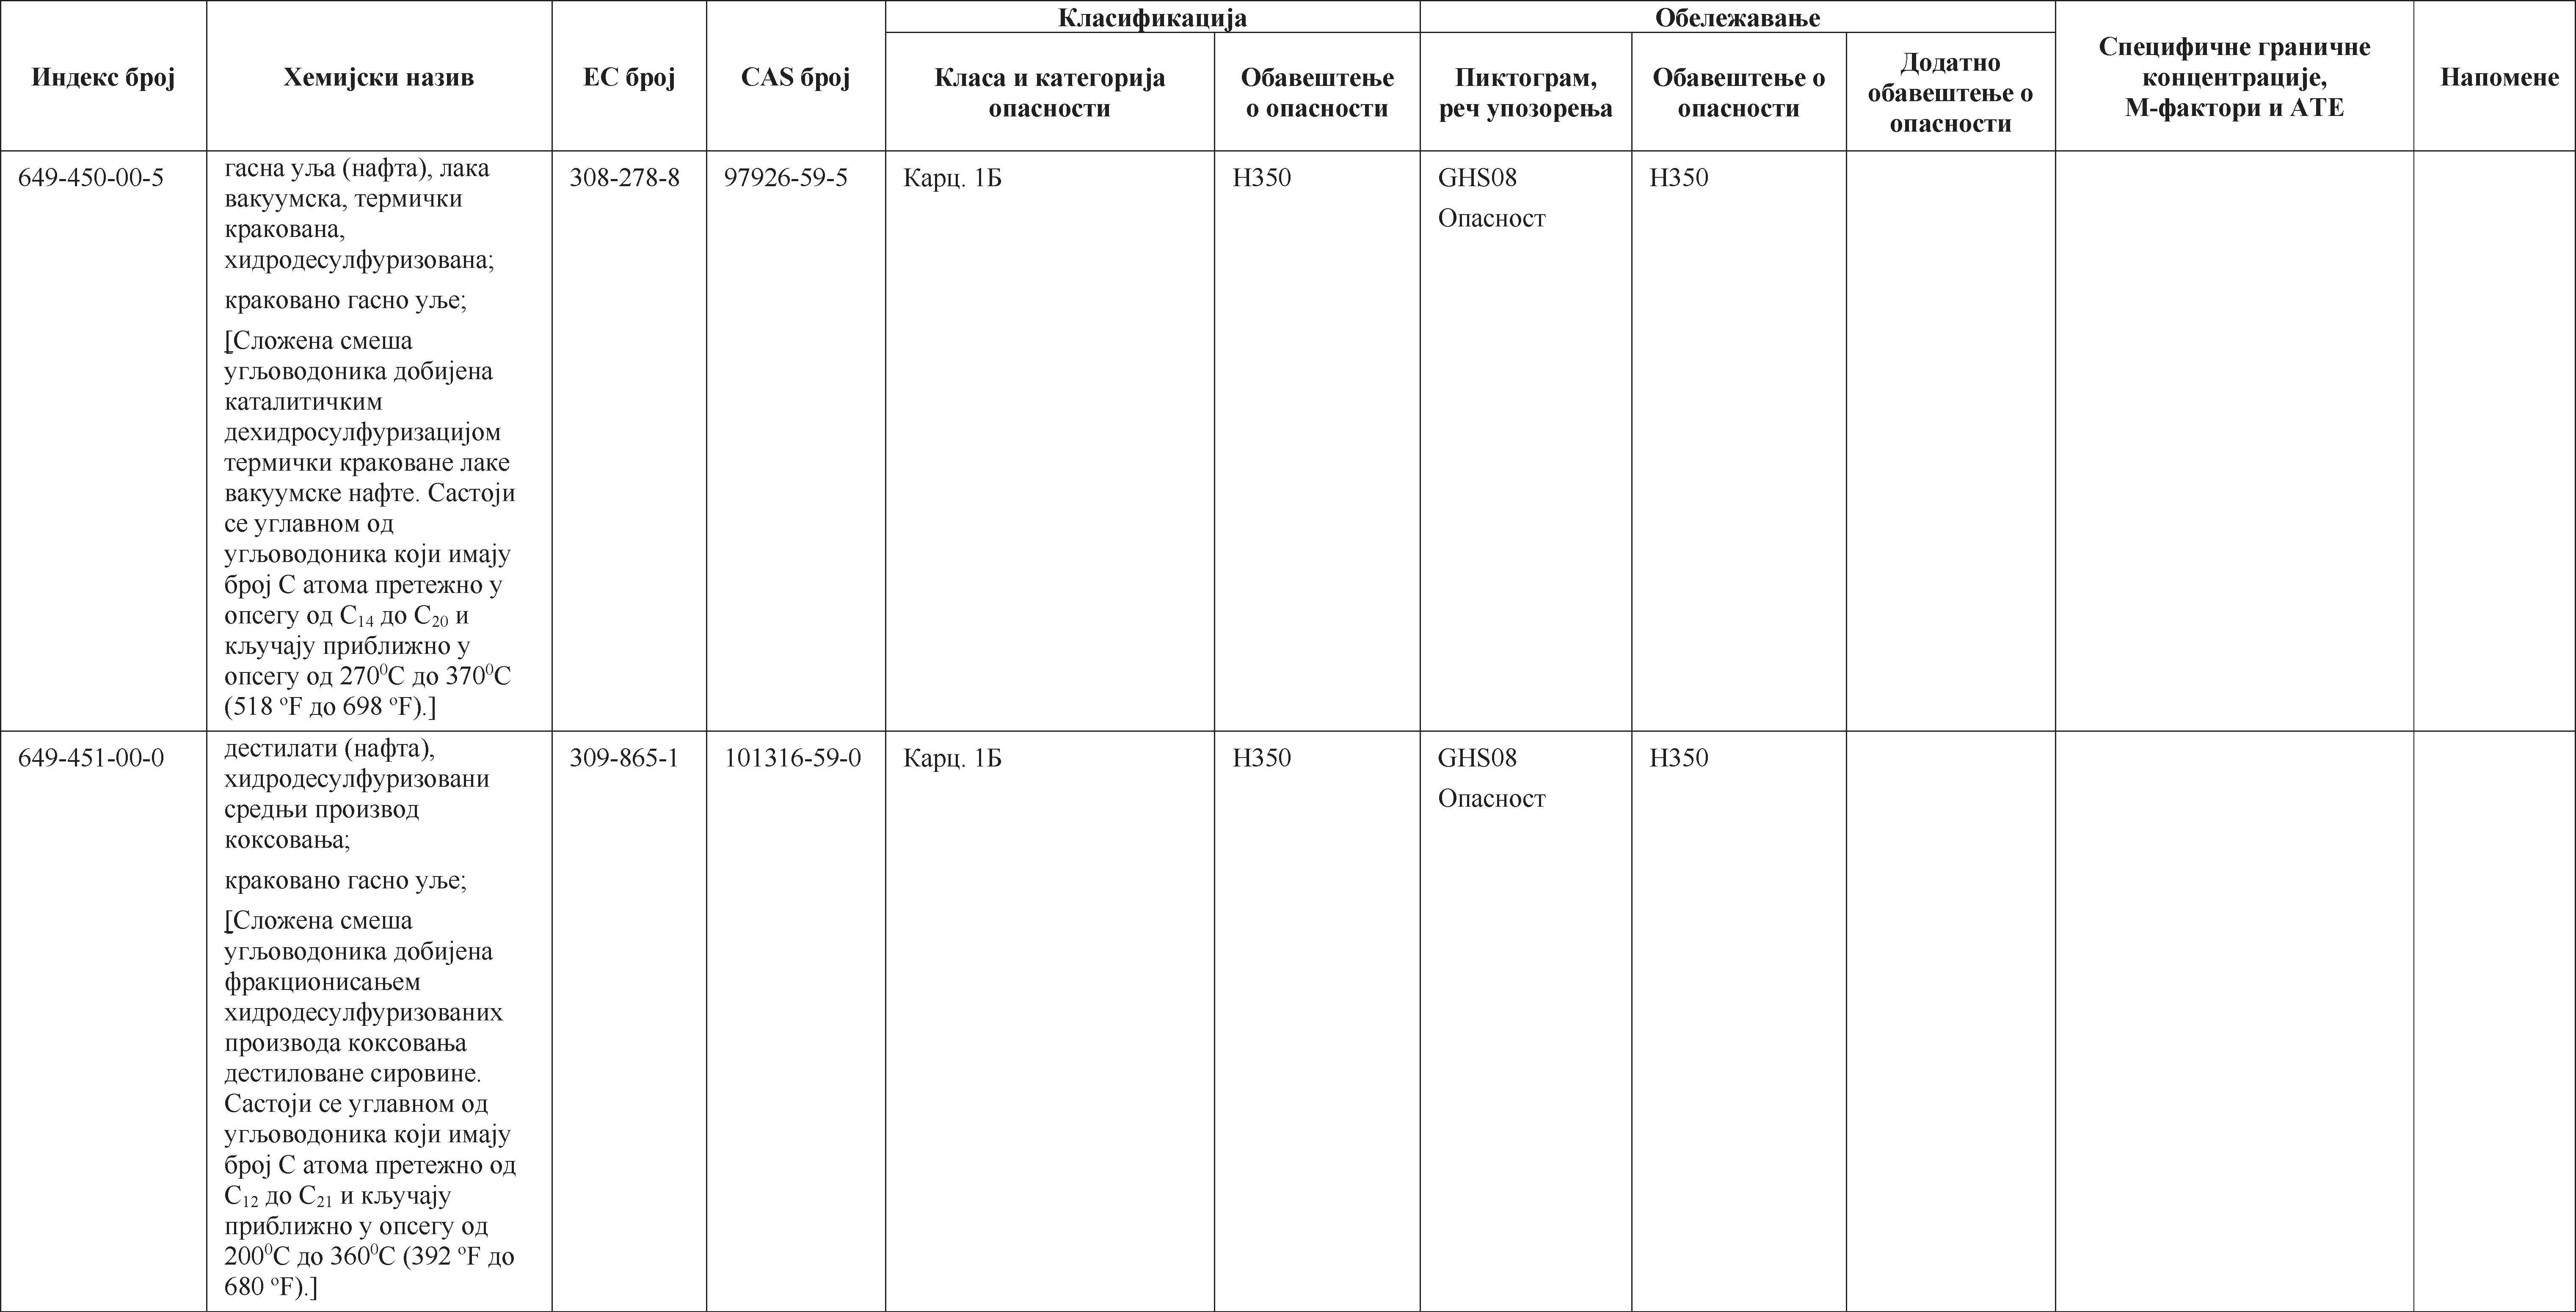 Класификација
Обележавање
Индекс број
Хемијски назив
ЕС број
CAS број
Класа и категорија
опасности
Обавештење
о опасности
Пиктограм,
реч упозорења
Обавештење о
опасности
Додатно
обавештење о
опасности
Специфичне граничне
концентрације,
М-фактори и АТЕ
Напомене
649-450-00-5
гасна уља (нафта), лака
вакуумска, термички
кракована,
хидродесулфуризована;
краковано гасно уље;
[Сложена смеша
угљоводоника добијена
каталитичким
дехидросулфуризацијом
термички краковане лаке
вакуумске нафте. Састоји
се углавном од
угљоводоника који имају
број С атома претежно у
опсегу од C₁₄ до C₂₀ и
кључају приближно у
опсегу од 270⁰C до 370⁰C
(518 ºF до 698 ºF).]
308-278-8
97926-59-5
Карц. 1Б
H350
GHS08
Опасност
H350
649-451-00-0
дестилати (нафта),
хидродесулфуризовани
средњи производ
коксовања;
краковано гасно уље;
[Сложена смеша
угљоводоника добијена
фракционисањем
хидродесулфуризованих
производа коксовања
дестиловане сировине.
Састоји се углавном од
угљоводоника који имају
број С атома претежно од
C₁₂ до C₂₁ и кључају
приближно у опсегу од
200⁰C до 360⁰C (392 ºF до
680 ºF).]
309-865-1
101316-59-0
Карц. 1Б
H350
GHS08
Опасност
H350